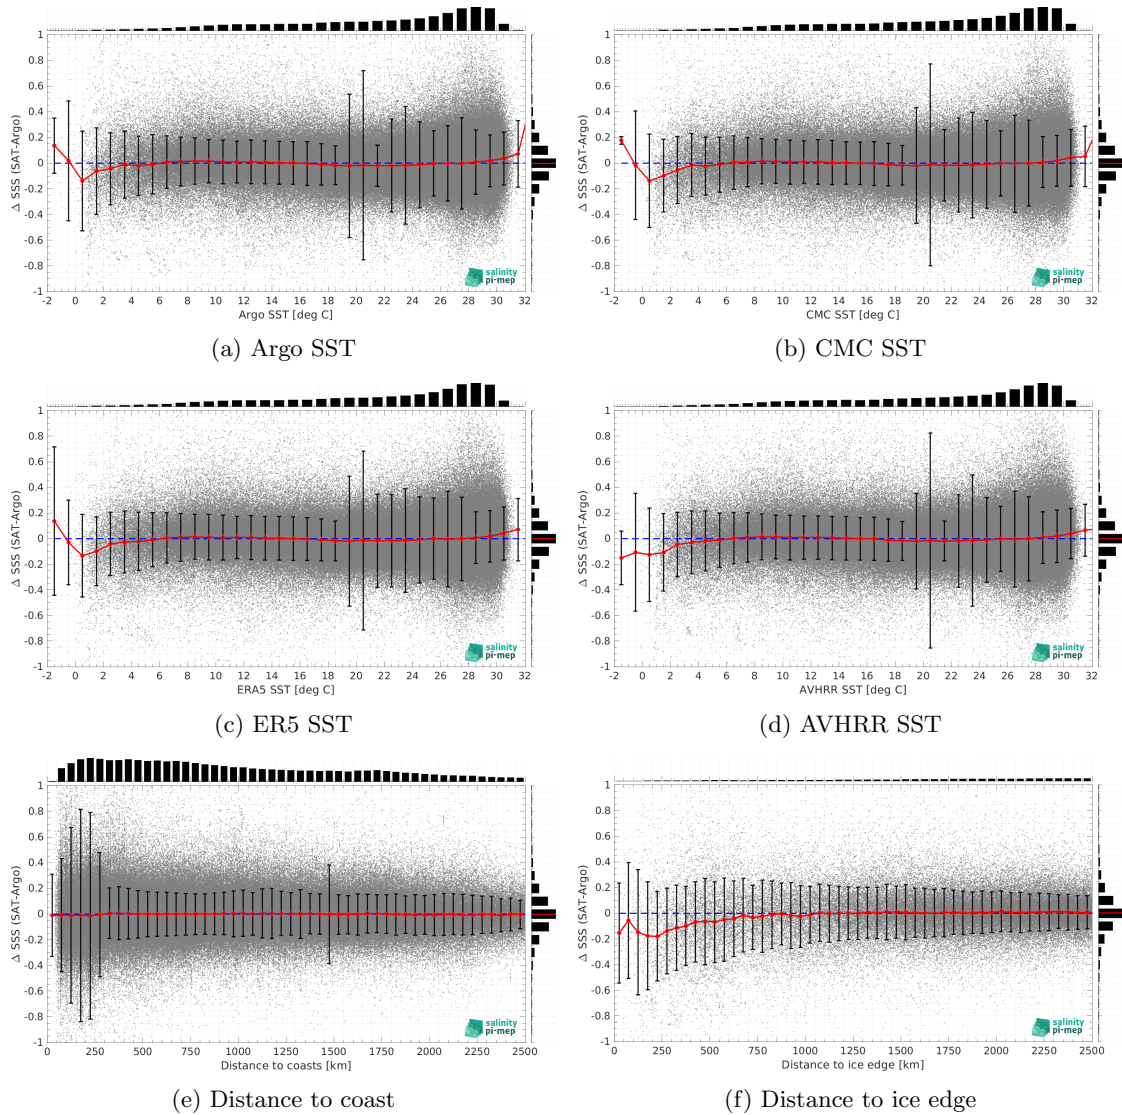 1
0.8
0.6
0.4
0.2
0
-0.2
-0.4
-0.6
-0.8
-1
Δ SSS (SAT-Argo)
salinity
pi-mep
-2 0 2 4 6 8 10 12 14 16 18 20 22 24 26 28 30 32
Argo SST [deg C]
(a) Argo SST
1
0.8
0.6
0.4
0.2
0
-0.2
-0.4
-0.6
-0.8
-1
Δ SSS (SAT-Argo)
salinity
pi-mep
-2 0 2 4 6 8 10 12 14 16 18 20 22 24 26 28 30 32
CMC SST [deg C]
(b) CMC SST
1
0.8
0.6
0.4
0.2
0
-0.2
-0.4
-0.6
-0.8
-1
Δ SSS (SAT-Argo)
salinity
pi-mep
-2 0 2 4 6 8 10 12 14 16 18 20 22 24 26 28 30 32
ERA5 SST [deg C]
(c) ER5 SST
1
0.8
0.6
0.4
0.2
0
-0.2
-0.4
-0.6
-0.8
-1
Δ SSS (SAT-Argo)
salinity
pi-mep
-2 0 2 4 6 8 10 12 14 16 18 20 22 24 26 28 30 32
AVHRR SST [deg C]
(d) AVHRR SST
1
0.8
0.6
0.4
0.2
0
-0.2
-0.4
-0.6
-0.8
-1
Δ SSS (SAT-Argo)
salinity
pi-mep
0 250 500 750 1000 1250 1500 1750 2000 2250 2500
Distance to coasts [km]
(e) Distance to coast
1
0.8
0.6
0.4
0.2
0
-0.2
-0.4
-0.6
-0.8
-1
Δ SSS (SAT-Argo)
salinity
pi-mep
0 250 500 750 1000 1250 1500 1750 2000 2250 2500
Distance to ice edge [km]
(f) Distance to ice edge